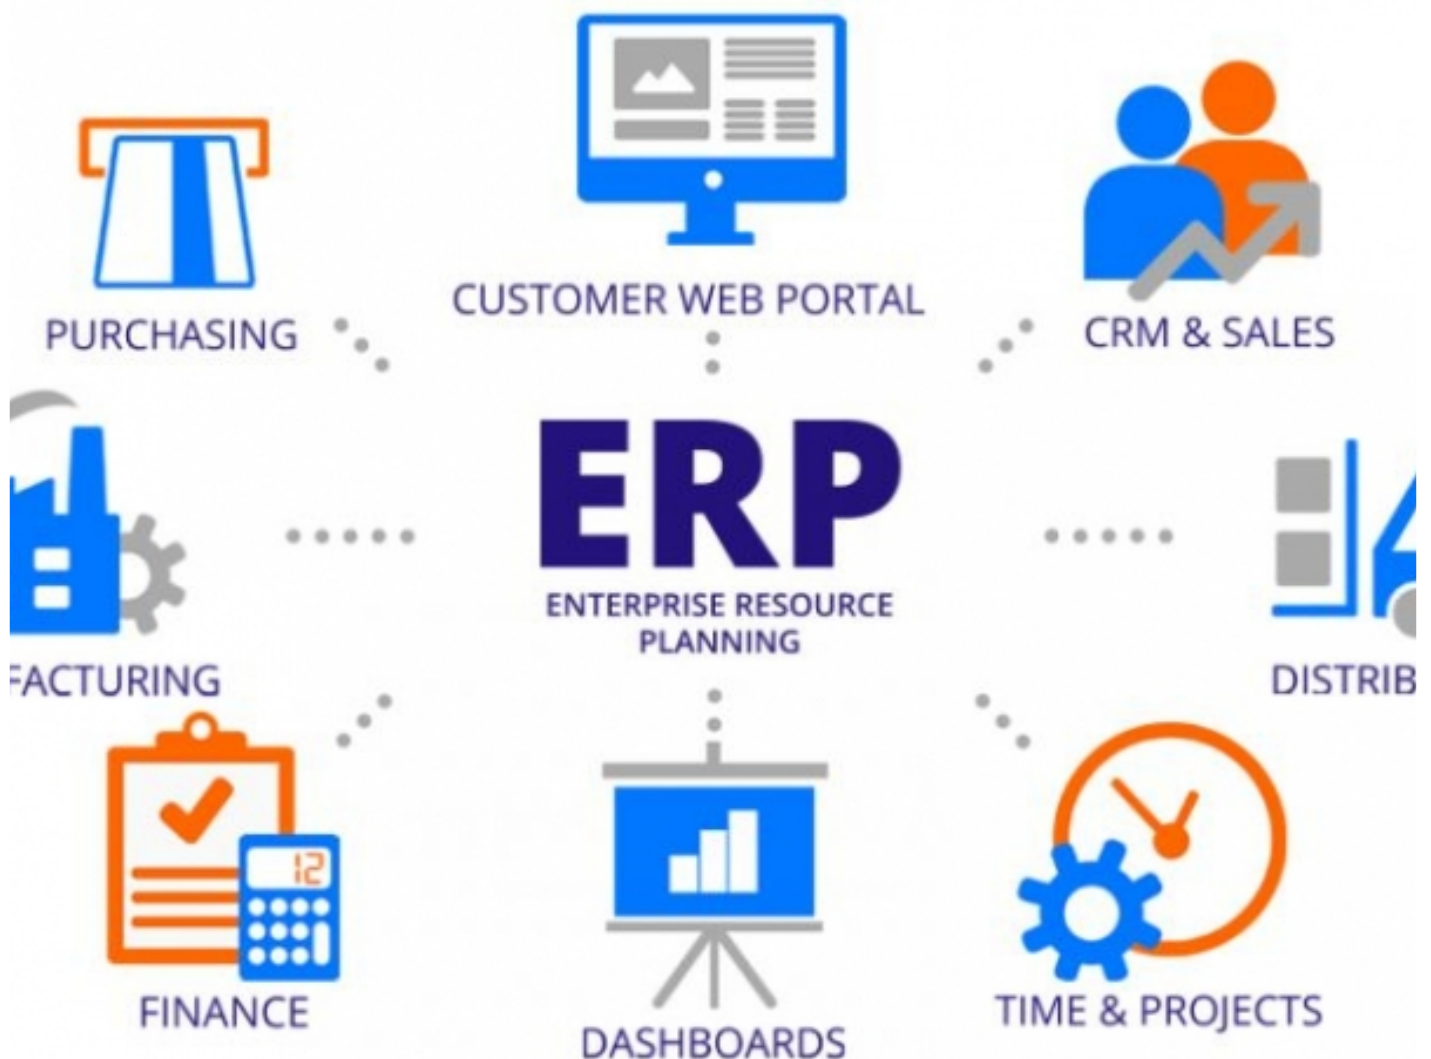 CUSTOMER WEB PORTAL
PURCHASING
CRM & SALES
ERP
ENTERPRISE RESOURCE
PLANNING
FACTURING
DISTRIB
12
FINANCE
TIME & PROJECTS
DASHBOARDS